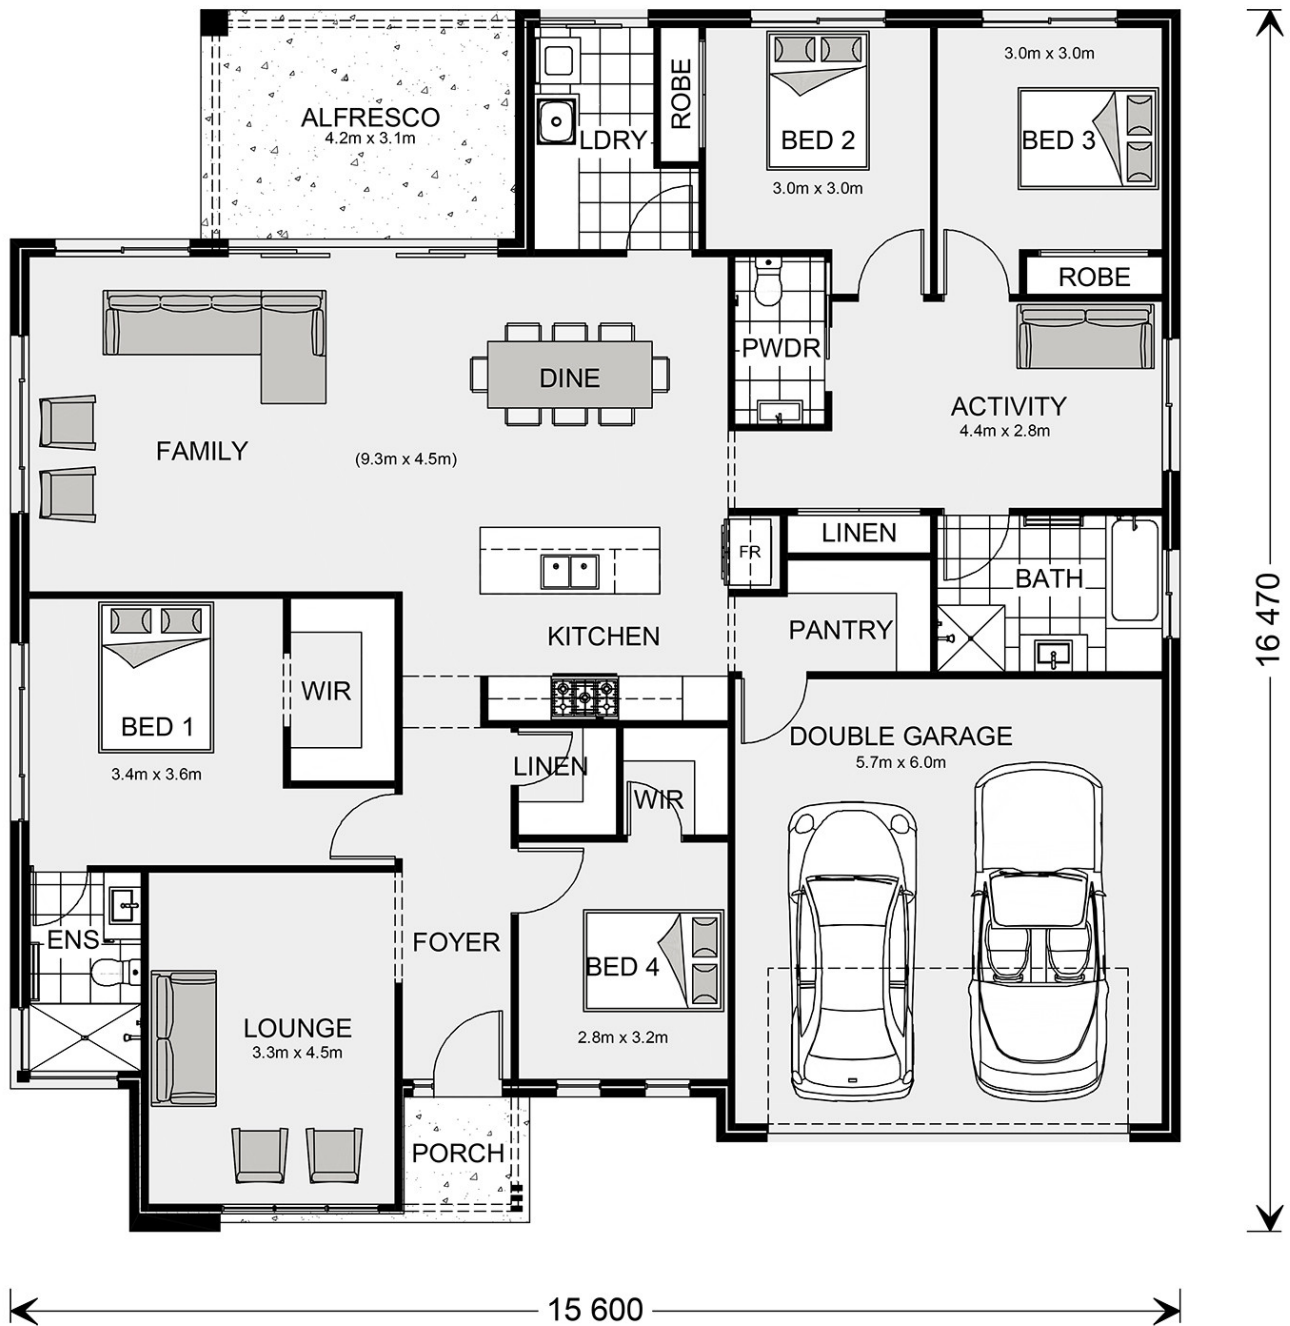 3.0m x 3.0m
ALFRESCO
4.2m x 3.1m
LDRY
ROBE
BED 2
3.0m x 3.0m
BED 3
ROBE
PWDR
DINE
ACTIVITY
4.4m x 2.8m
FAMILY
(9.3m x 4.5m)
LINEN
FR
BATH
16 470
KITCHEN
PANTRY
WIR
BED 1
3.4m x 3.6m
DOUBLE GARAGE
5.7m x 6.0m
LINEN
WIR
ENS
FOYER
BED 4
2.8m x 3.2m
LOUNGE
3.3m x 4.5m
PORCH
15 600